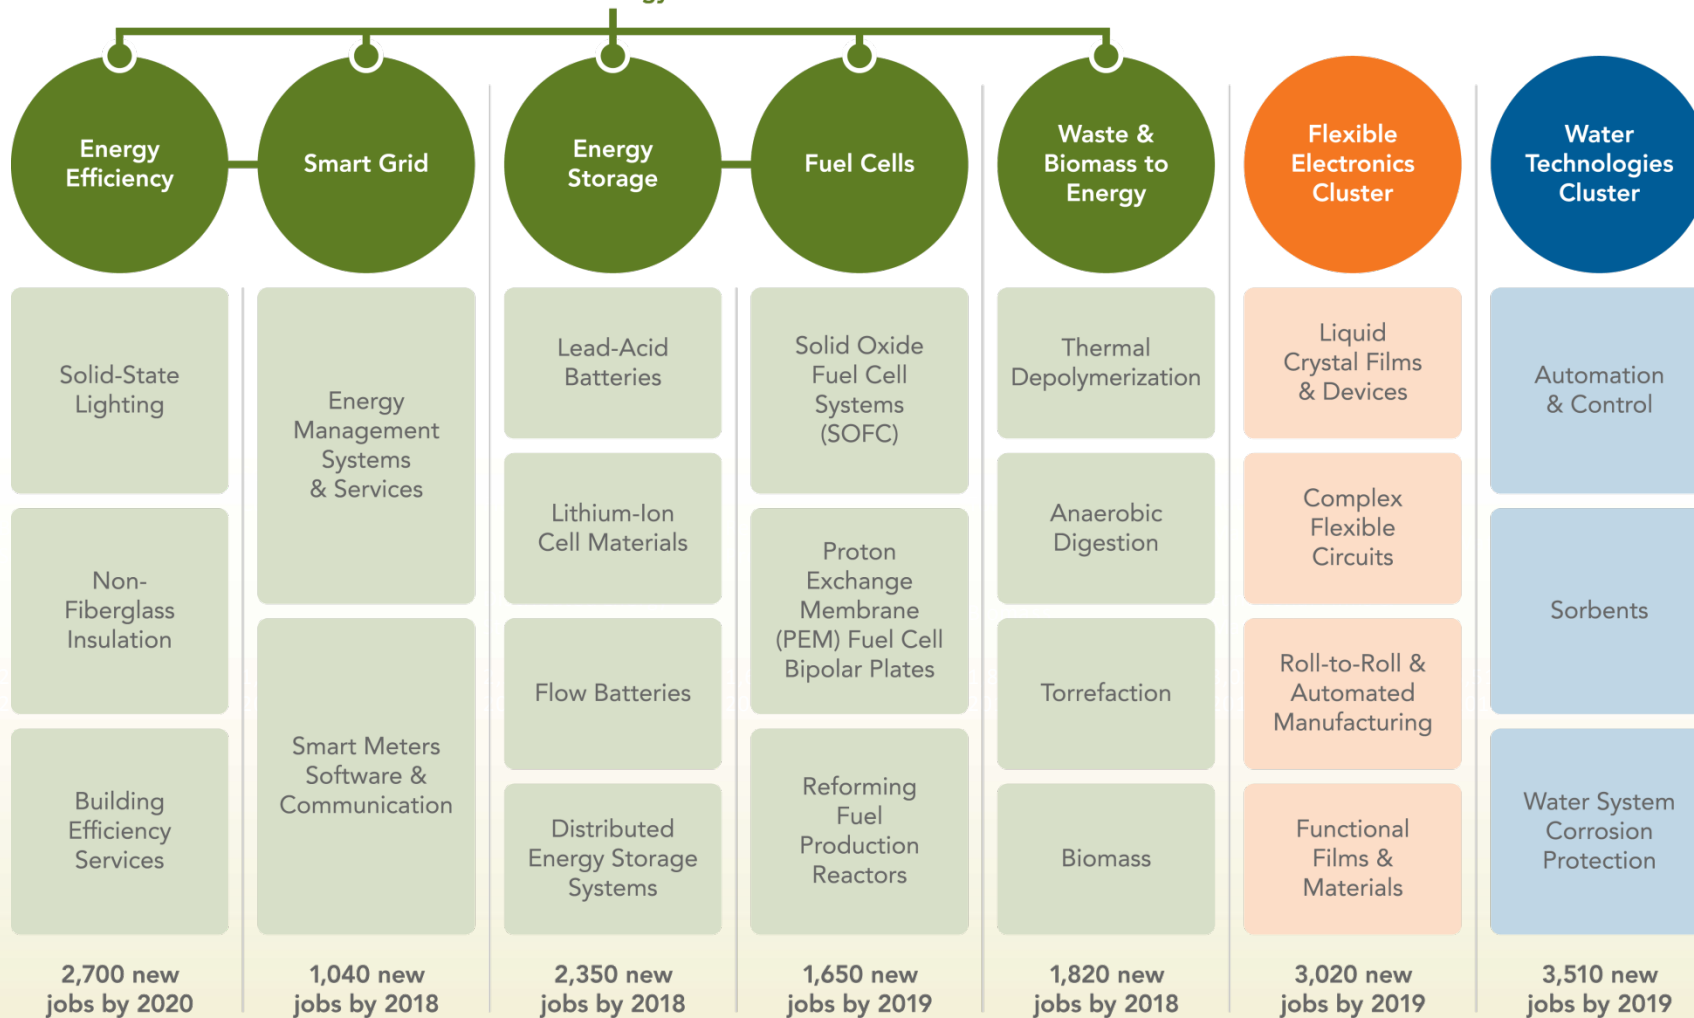 Energy
Efficiency
Smart Grid
Energy
Storage
Fuel Cells
Waste &
Biomass to
Energy
Flexible
Electronics
Cluster
Water
Technologies
Cluster
Solid-State
Lighting
Non-
Fiberglass
Insulation
Building
Efficiency
Services
Energy
Management
Systems
& Services
Smart Meters
Software &
Communication
Lead-Acid
Batteries
Lithium-Ion
Cell Materials
Flow Batteries
Distributed
Energy Storage
Systems
Solid Oxide
Fuel Cell
Systems
(SOFC)
Proton
Exchange
Membrane
(PEM) Fuel Cell
Bipolar Plates
Reforming
Fuel
Production
Reactors
Thermal
Depolymerization
Anaerobic
Digestion
Torrefaction
Biomass
Liquid
Crystal Films
& Devices
Complex
Flexible
Circuits
Roll-to-Roll &
Automated
Manufacturing
Functional
Films &
Materials
Automation
& Control
Sorbents
Water System
Corrosion
Protection
2,700 new
jobs by 2020
1,040 new
jobs by 2018
2,350 new
jobs by 2018
1,650 new
jobs by 2019
1,820 new
jobs by 2018
3,020 new
jobs by 2019
3,510 new
jobs by 2019